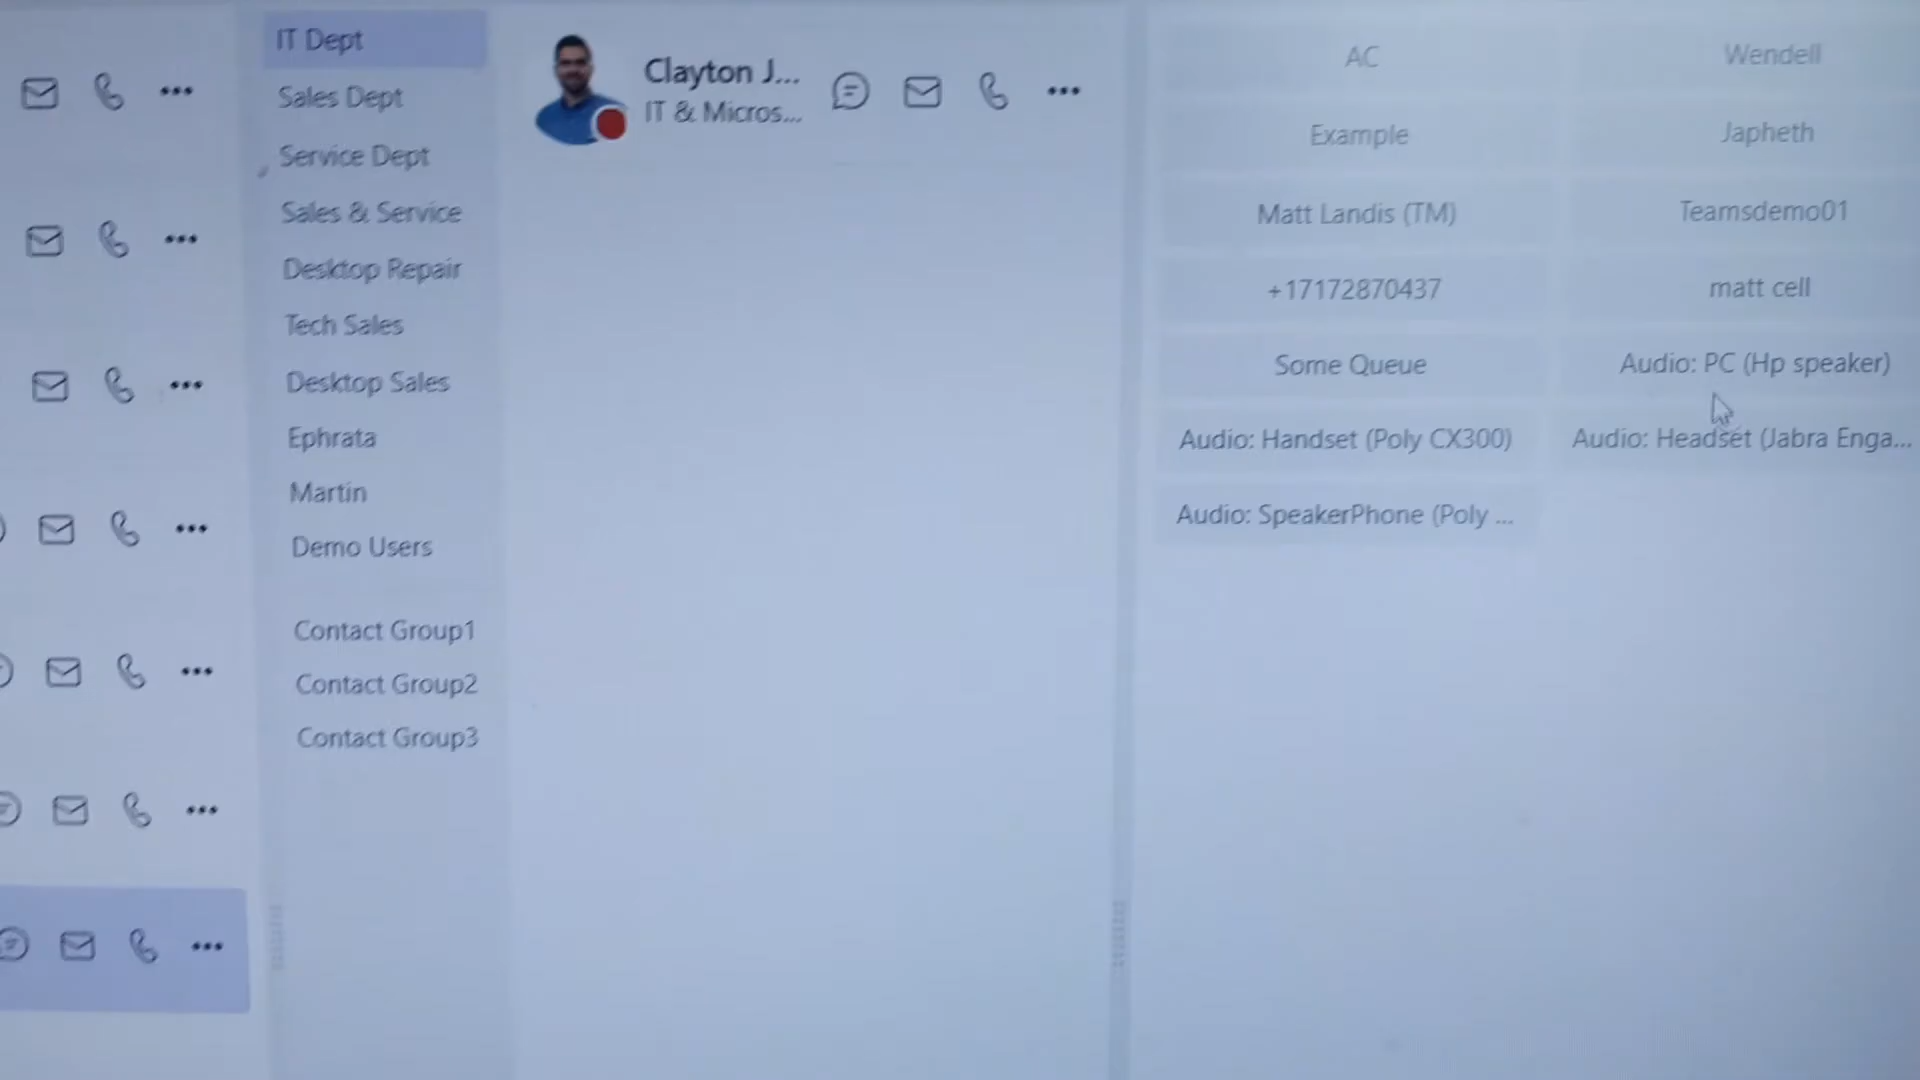 IT Dept
Sales Dept
Service Dept
Sales & Service
Desktop Repair
Tech Sales
Desktop Sales
Ephrata
Martin
Demo Users
Contact Group1
Contact Group2
Contact Group3
Clayton J...
IT & Micros...
AC
Wendell
Example
Japheth
Matt Landis (TM)
Teamsdemo01
+17172870437
matt cell
Some Queue
Audio: PC (Hp speaker)
Audio: Handset (Poly CX300)
Audio: Headset (Jabra Enga...
Audio: SpeakerPhone (Poly ...